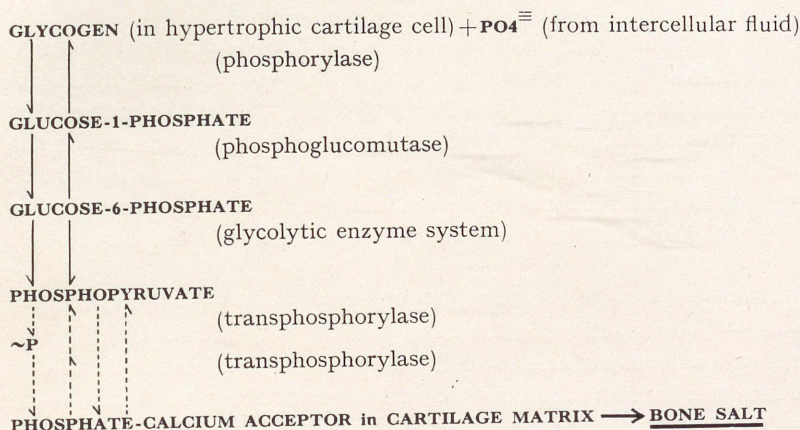 GLYCOGEN (in hypertrophic cartilage cell) + PO4≡ (from intercellular fluid)
(phosphorylase)
GLUCOSE-1-PHOSPHATE
(phosphoglucomutase)
GLUCOSE-6-PHOSPHATE
(glycolytic enzyme system)
PHOSPHOPYRUVATE
(transphosphorylase)
~P
(transphosphorylase)
PHOSPHATE-CALCIUM ACCEPTOR in CARTILAGE MATRIX ⟶ BONE SALT